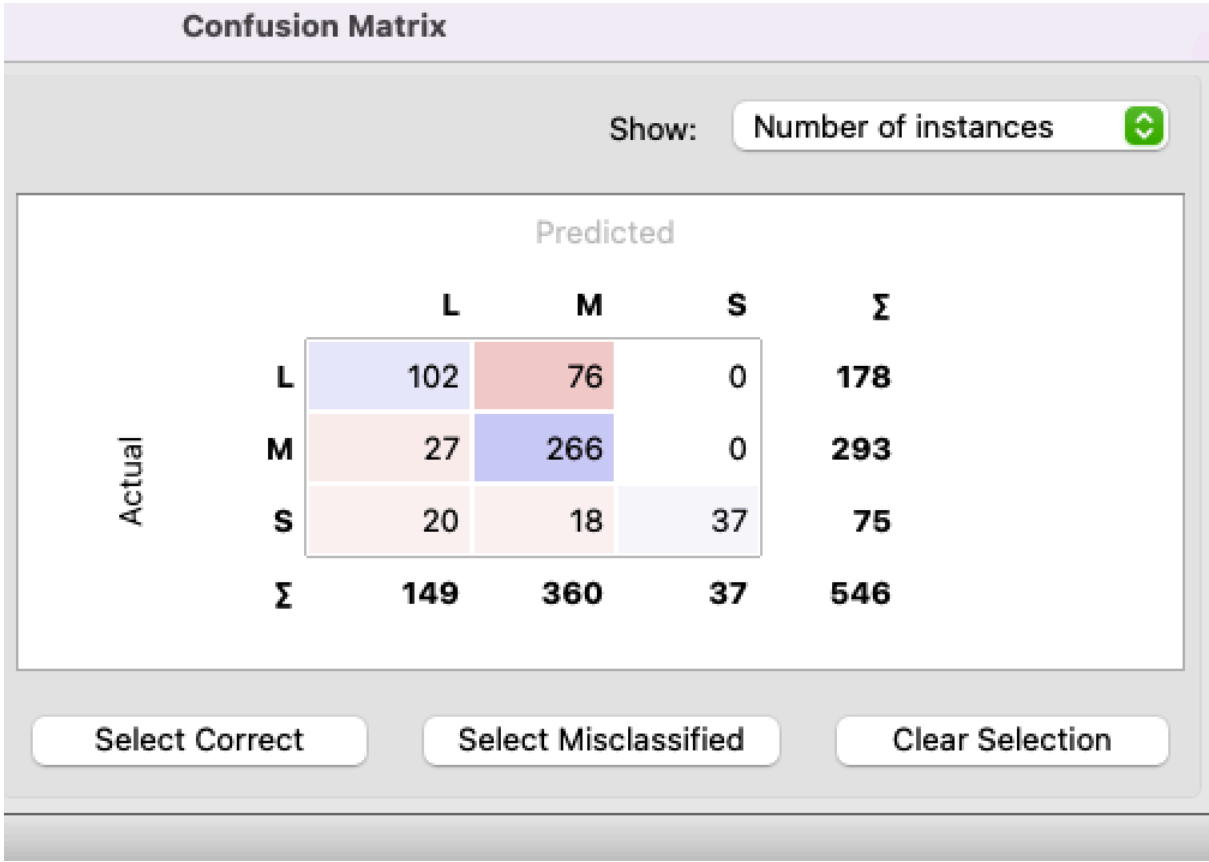 Confusion Matrix
Show: Number of instances
Predicted
L M S Σ
L 102 76 0 178
Actual
M 27 266 0 293
S 20 18 37 75
Σ 149 360 37 546
Select Correct Select Misclassified Clear Selection